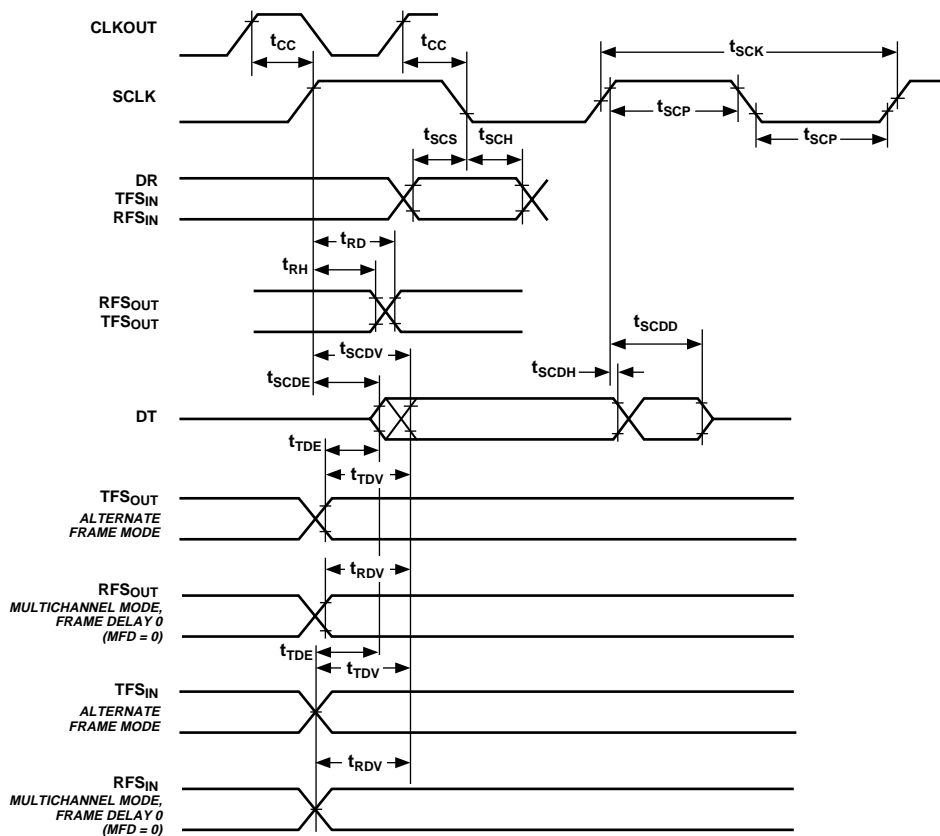 CLKOUT
tCC
tCC
tSCK
SCLK
tSCP
tSCP
tSCS
tSCH
DR
TFSIN
RFSIN
tRD
tRH
RFSOUT
TFSOUT
tSCDD
tSCDV
tSCDH
tSCDE
DT
tTDE
tTDV
TFSOUT
ALTERNATE
FRAME MODE
tRDV
RFSOUT
MULTICHANNEL MODE,
FRAME DELAY 0
(MFD = 0)
tTDE
tTDV
TFSIN
ALTERNATE
FRAME MODE
tRDV
RFSIN
MULTICHANNEL MODE,
FRAME DELAY 0
(MFD = 0)